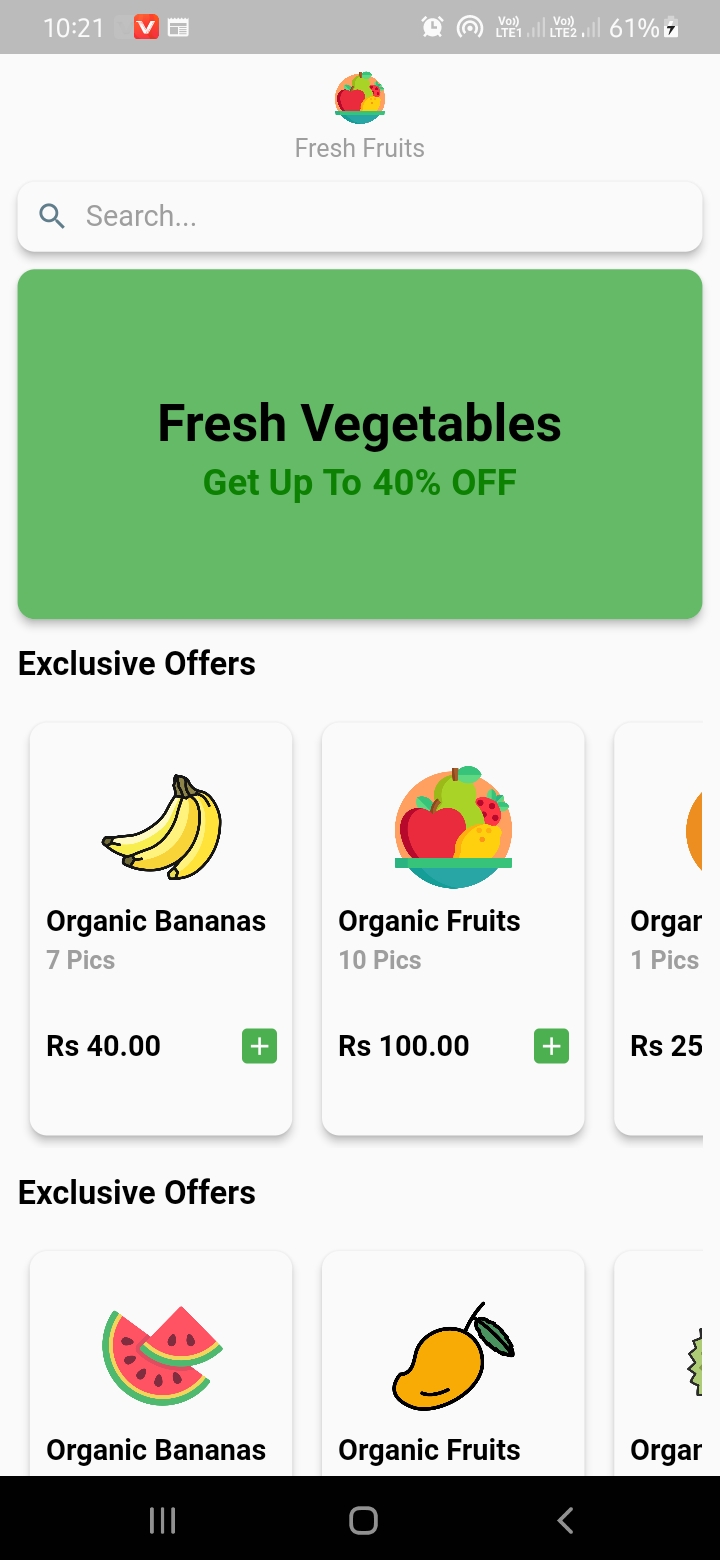 10:21
Vo)) LTE1 Vo)) LTE2 61%
Fresh Fruits
Search...
Fresh Vegetables
Get Up To 40% OFF
Exclusive Offers
Organic Bananas
7 Pics
Rs 40.00
Organic Fruits
10 Pics
Rs 100.00
Organ
1 Pics
Rs 25
Exclusive Offers
Organic Bananas
Organic Fruits
Organ